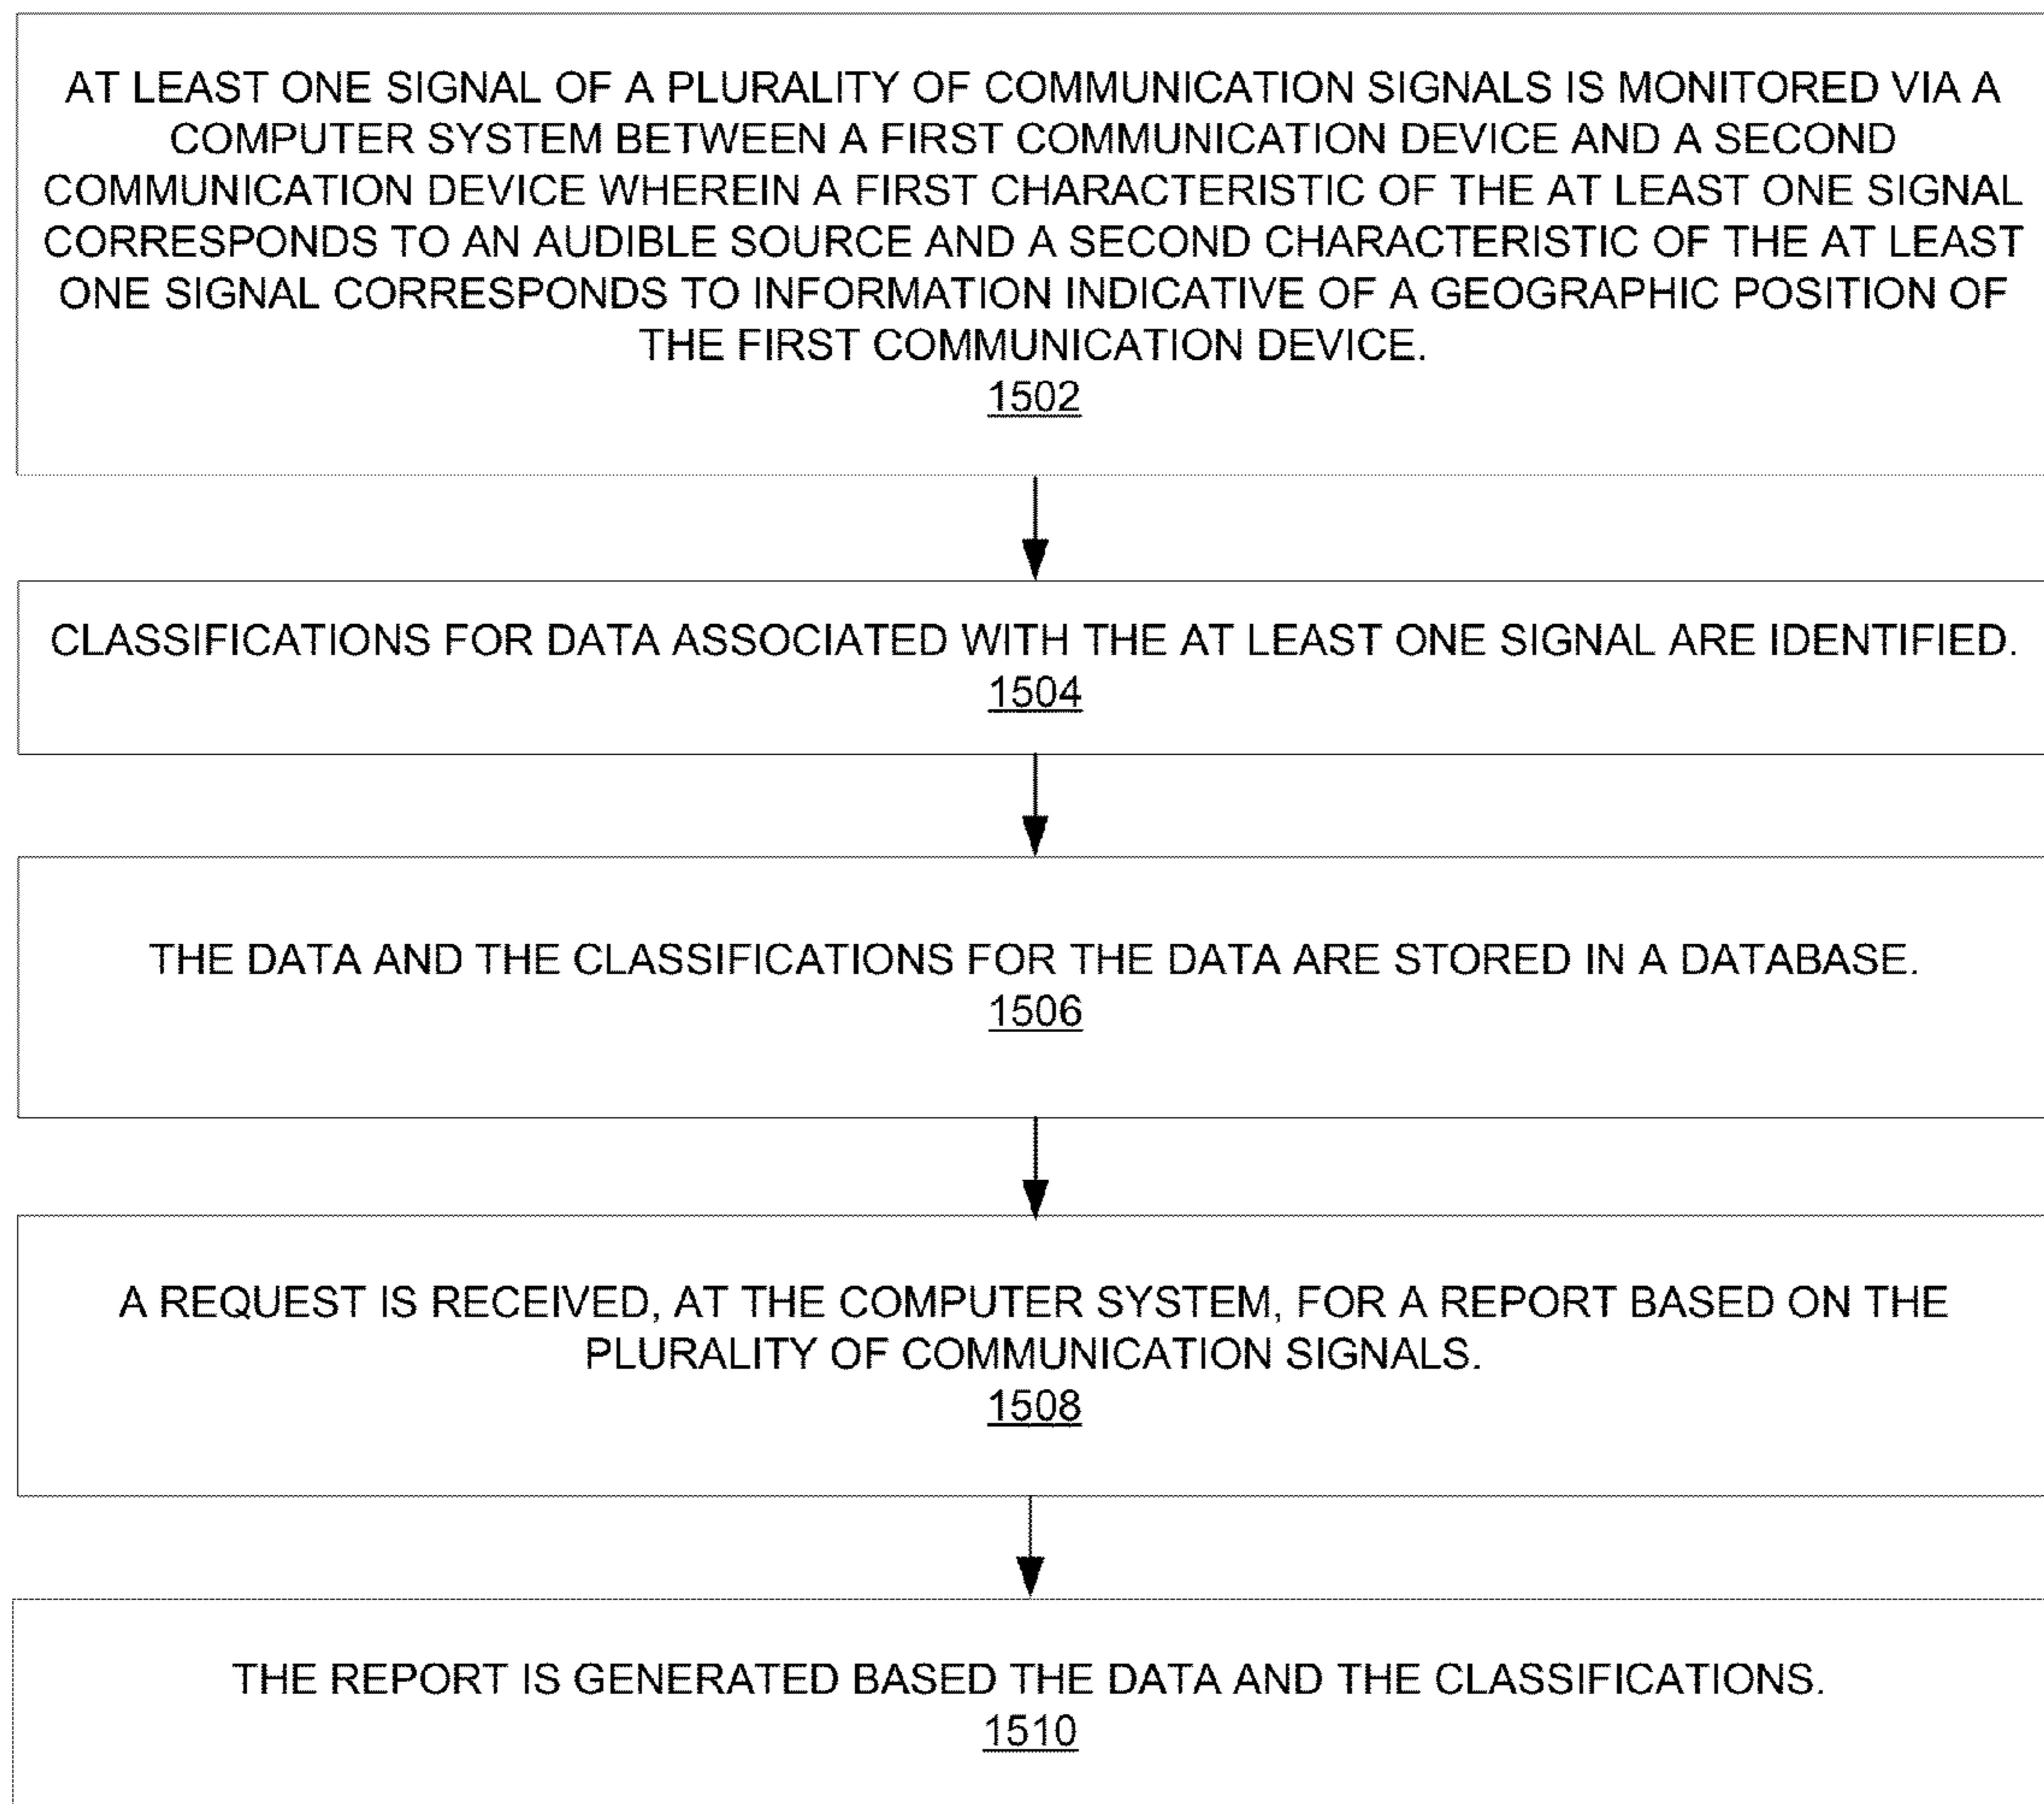 AT LEAST ONE SIGNAL OF A PLURALITY OF COMMUNICATION SIGNALS IS MONITORED VIA A
COMPUTER SYSTEM BETWEEN A FIRST COMMUNICATION DEVICE AND A SECOND
COMMUNICATION DEVICE WHEREIN A FIRST CHARACTERISTIC OF THE AT LEAST ONE SIGNAL
CORRESPONDS TO AN AUDIBLE SOURCE AND A SECOND CHARACTERISTIC OF THE AT LEAST
ONE SIGNAL CORRESPONDS TO INFORMATION INDICATIVE OF A GEOGRAPHIC POSITION OF
THE FIRST COMMUNICATION DEVICE.
1502
CLASSIFICATIONS FOR DATA ASSOCIATED WITH THE AT LEAST ONE SIGNAL ARE IDENTIFIED.
1504
THE DATA AND THE CLASSIFICATIONS FOR THE DATA ARE STORED IN A DATABASE.
1506
A REQUEST IS RECEIVED, AT THE COMPUTER SYSTEM, FOR A REPORT BASED ON THE
PLURALITY OF COMMUNICATION SIGNALS.
1508
THE REPORT IS GENERATED BASED THE DATA AND THE CLASSIFICATIONS.
1510